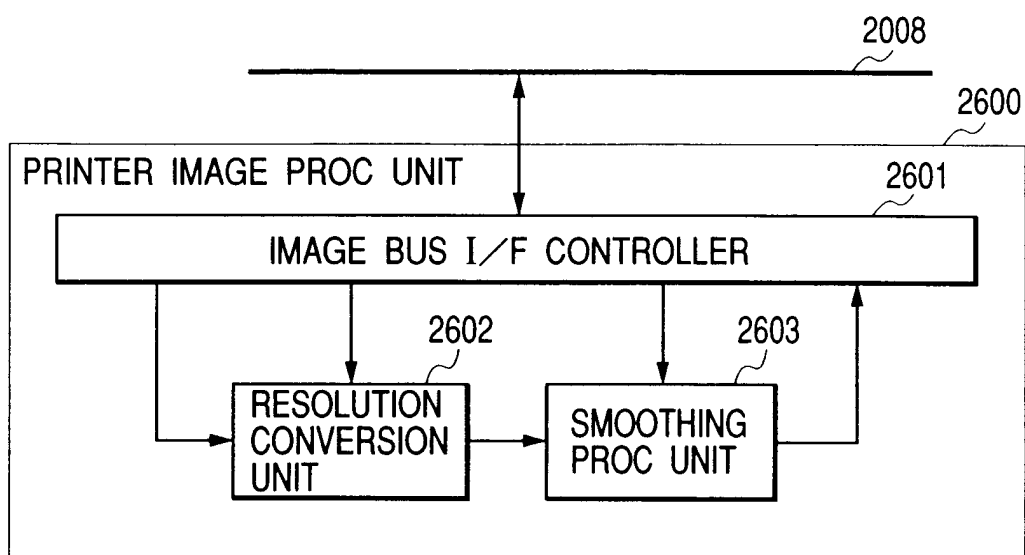 2008
2600
PRINTER IMAGE PROC UNIT
2601
IMAGE BUS I/F CONTROLLER
2602
2603
RESOLUTION
CONVERSION
UNIT
SMOOTHING
PROC UNIT